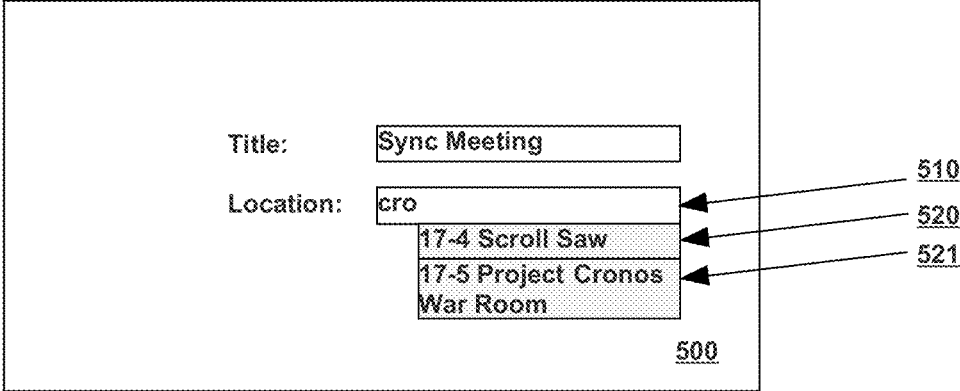 Title: Sync Meeting
Location: cro 510
17-4 Scroll Saw 520
17-5 Project Cronos 521
War Room
500